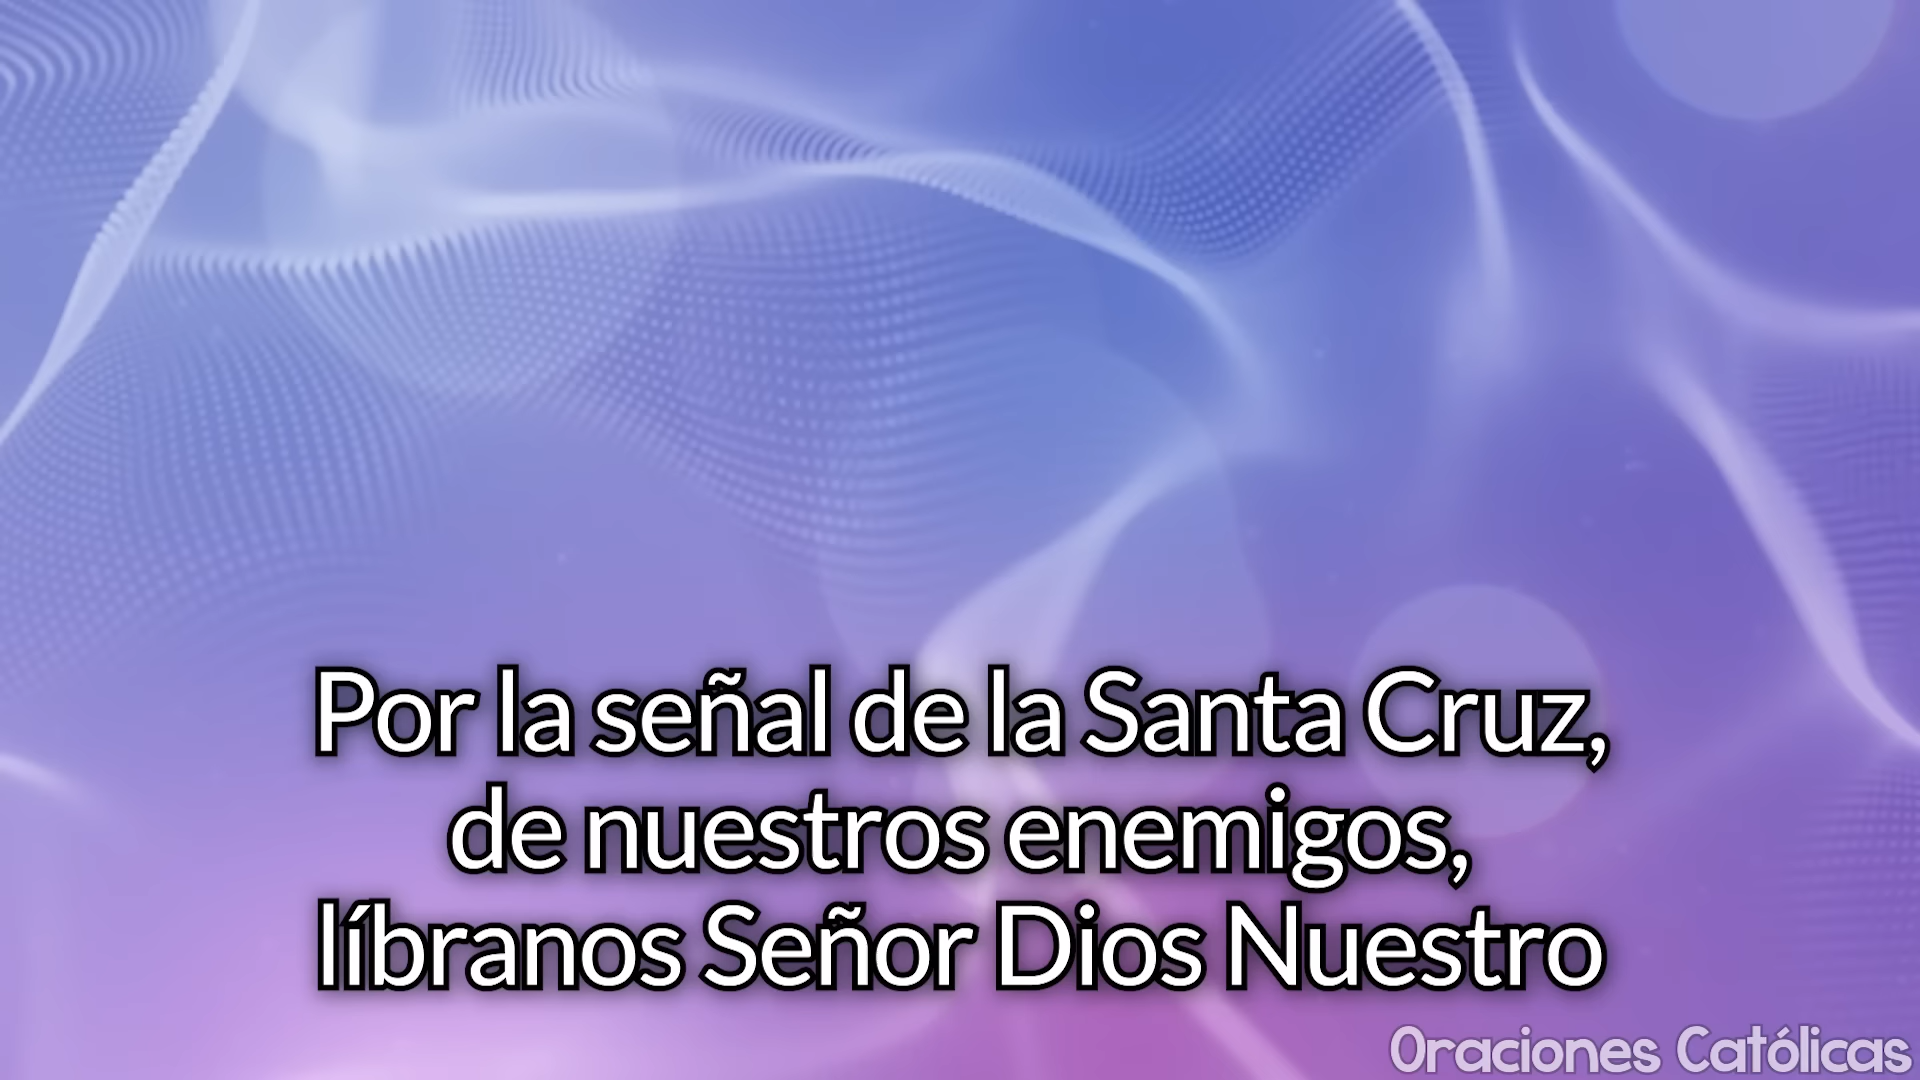 Por la señal de la Santa Cruz,
de nuestros enemigos,
líbranos Señor Dios Nuestro
Oraciones Católicas